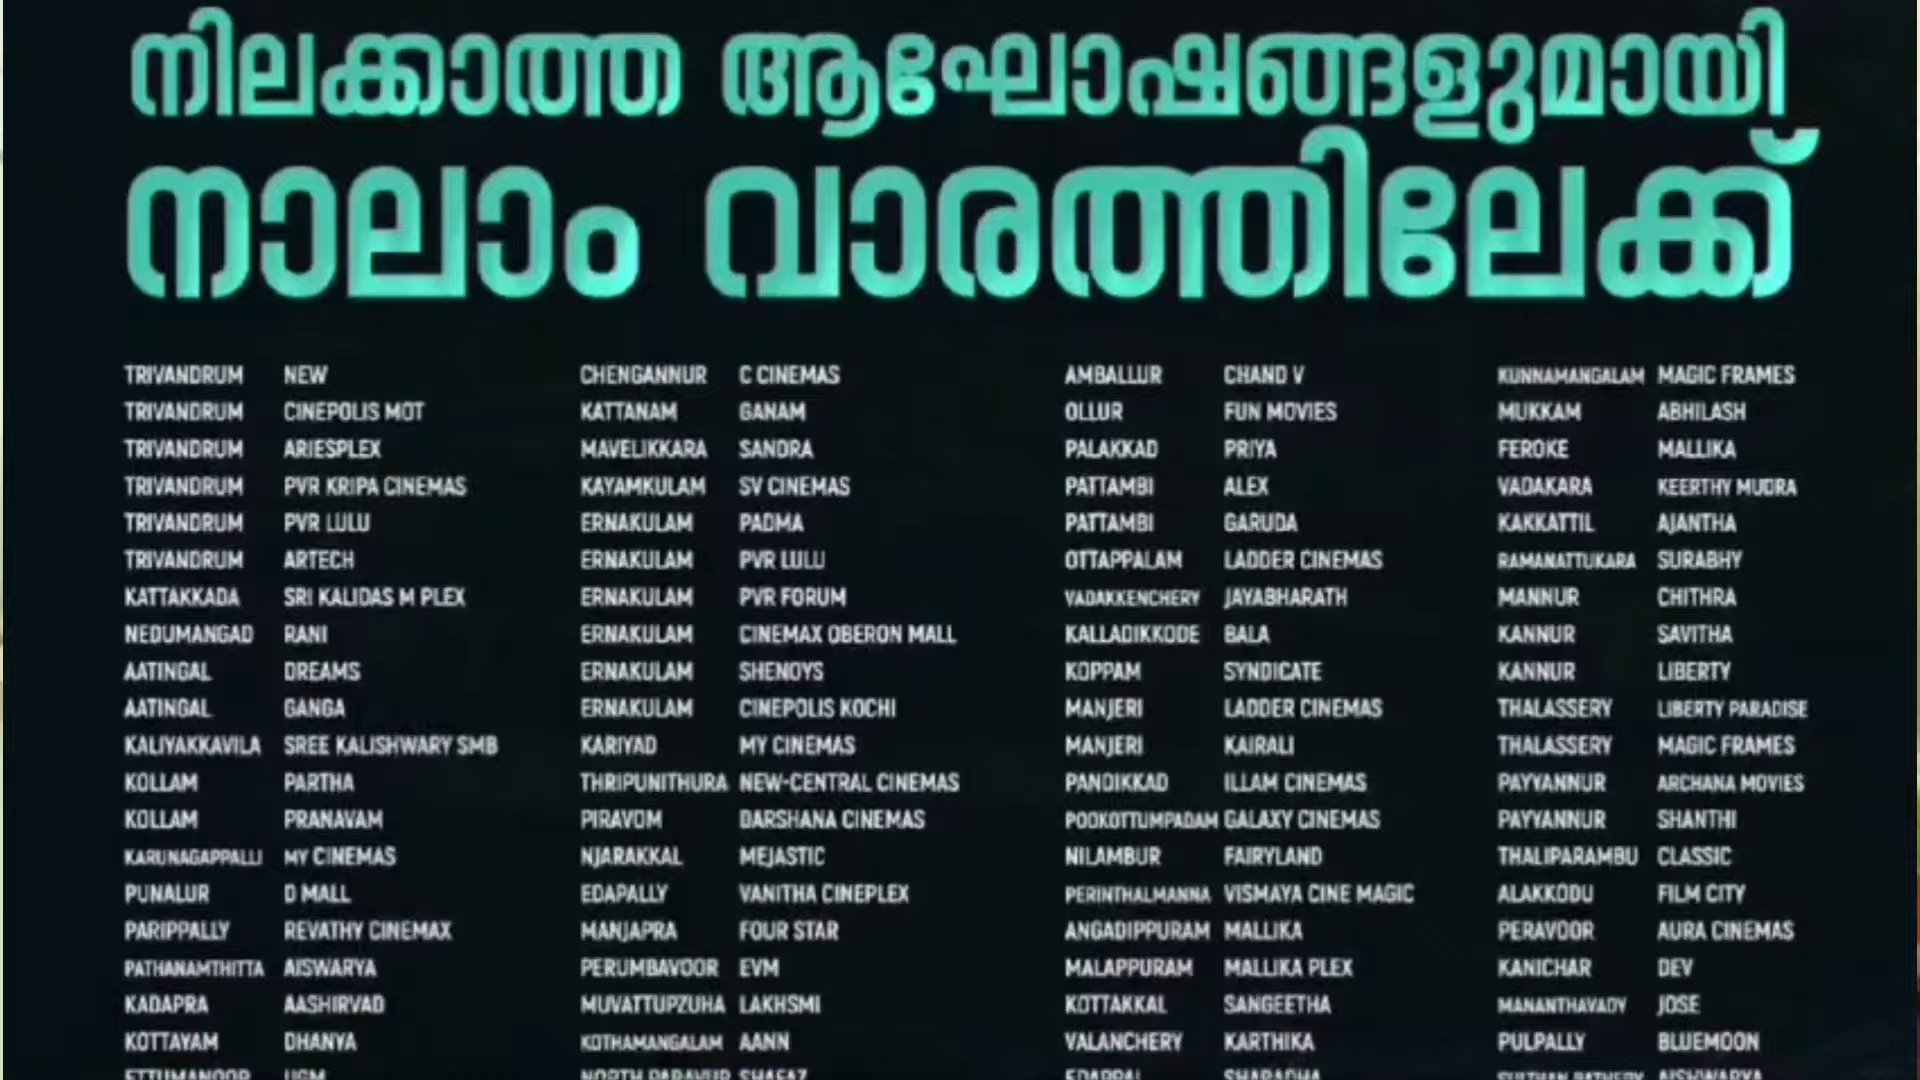 നിലക്കാത്ത ആഘോഷങ്ങളുമായി
നാലാം വാരത്തിലേക്ക്
TRIVANDRUM NEW
TRIVANDRUM CINEPOLIS MOT
TRIVANDRUM ARIESPLEX
TRIVANDRUM PVR KRIPA CINEMAS
TRIVANDRUM PVR LULU
TRIVANDRUM ARTECH
KATTAKKADA SRI KALIDAS M PLEX
NEDUMANGAD RANI
AATINGAL DREAMS
AATINGAL GANGA
KALIYAKKAVILA SREE KALISHWARY SMB
KOLLAM PARTHA
KOLLAM PRANAVAM
KARUNAGAPPALLI MY CINEMAS
PUNALUR D MALL
PARIPPALLY REVATHY CINEMAX
PATHANAMTHITTA AISWARYA
KADAPRA AASHIRVAD
KOTTAYAM DHANYA
ETTUMANOOR UGM
CHENGANNUR C CINEMAS
KATTANAM GANAM
MAVELIKKARA SANDRA
KAYAMKULAM SV CINEMAS
ERNAKULAM PADMA
ERNAKULAM PVR LULU
ERNAKULAM PVR FORUM
ERNAKULAM CINEMAX OBERON MALL
ERNAKULAM SHENOYS
ERNAKULAM CINEPOLIS KOCHI
KARIYAD MY CINEMAS
THRIPUNITHURA NEW-CENTRAL CINEMAS
PIRAVOM DARSHANA CINEMAS
NJARAKKAL MEJASTIC
EDAPALLY VANITHA CINEPLEX
MANJAPRA FOUR STAR
PERUMBAVOOR EVM
MUVATTUPZUHA LAKHSMI
KOTHAMANGALAM AANN
NORTH PARAVUR SHAFAZ
AMBALLUR CHAND V
OLLUR FUN MOVIES
PALAKKAD PRIYA
PATTAMBI ALEX
PATTAMBI GARUDA
OTTAPPALAM LADDER CINEMAS
VADAKKENCHERY JAYABHARATH
KALLADIKKODE BALA
KOPPAM SYNDICATE
MANJERI LADDER CINEMAS
MANJERI KAIRALI
PANDIKKAD ILLAM CINEMAS
POOKOTTUMPADAM GALAXY CINEMAS
NILAMBUR FAIRYLAND
PERINTHALMANNA VISMAYA CINE MAGIC
ANGADIPPURAM MALLIKA
MALAPPURAM MALLIKA PLEX
KOTTAKKAL SANGEETHA
VALANCHERY KARTHIKA
EDAPPAL SHARADHA
KUNNAMANGALAM MAGIC FRAMES
MUKKAM ABHILASH
FEROKE MALLIKA
VADAKARA KEERTHY MUDRA
KAKKATTIL AJANTHA
RAMANATTUKARA SURABHY
MANNUR CHITHRA
KANNUR SAVITHA
KANNUR LIBERTY
THALASSERY LIBERTY PARADISE
THALASSERY MAGIC FRAMES
PAYYANNUR ARCHANA MOVIES
PAYYANNUR SHANTHI
THALIPARAMBU CLASSIC
ALAKKODU FILM CITY
PERAVOOR AURA CINEMAS
KANICHAR DEV
MANANTHAVADY JOSE
PULPALLY BLUEMOON
SULTHAN BATHERY AISHWARYA